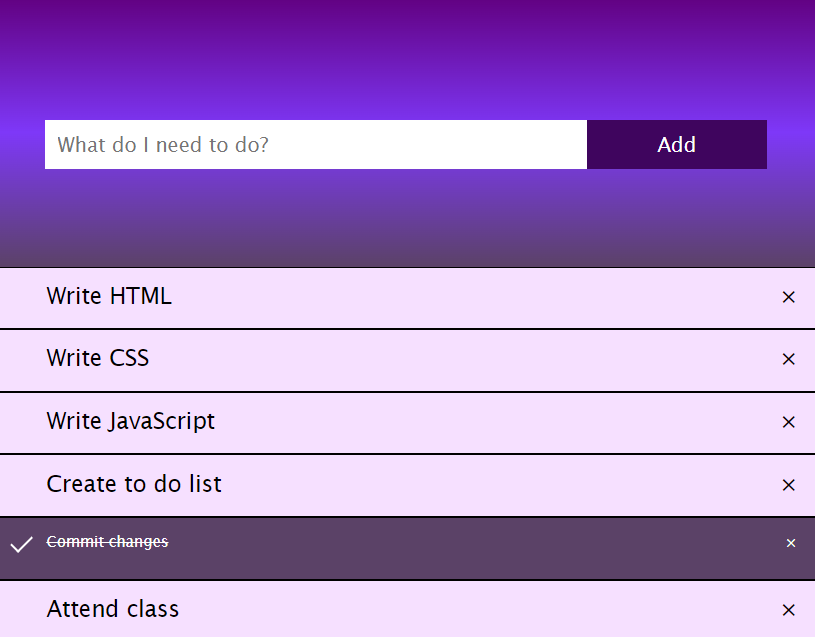 What do I need to do?
Add
Write HTML
×
Write CSS
×
Write JavaScript
×
Create to do list
×
Commit changes
×
Attend class
×